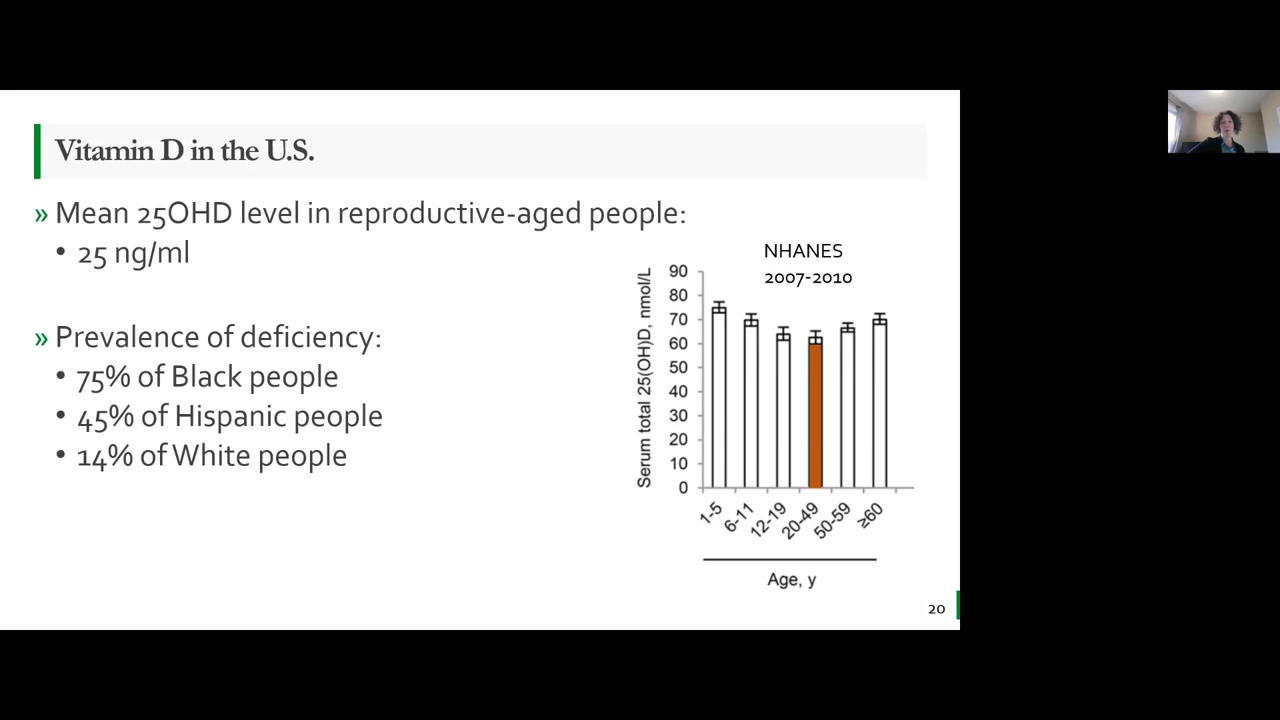 Vitamin D in the U.S.
» Mean 25OHD level in reproductive-aged people:
• 25 ng/ml
» Prevalence of deficiency:
• 75% of Black people
• 45% of Hispanic people
• 14% of White people
NHANES
2007-2010
Serum total 25(OH)D, nmol/L
90
80
70
60
50
40
30
20
10
0
1-5
6-11
12-19
20-49
50-59
≥60
Age, y
20